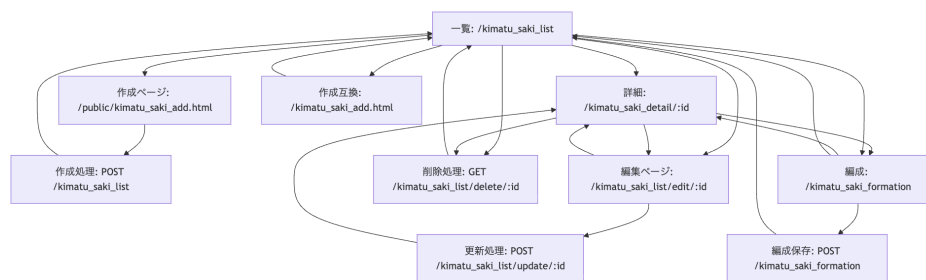 一覧: /kimatu_saki_list
作成ページ:
/public/kimatu_saki_add.html
作成互換:
/kimatu_saki_add.html
詳細:
/kimatu_saki_detail/:id
作成処理: POST
/kimatu_saki_list
削除処理: GET
/kimatu_saki_list/delete/:id
編集ページ:
/kimatu_saki_list/edit/:id
編成:
/kimatu_saki_formation
更新処理: POST
/kimatu_saki_list/update/:id
編成保存: POST
/kimatu_saki_formation